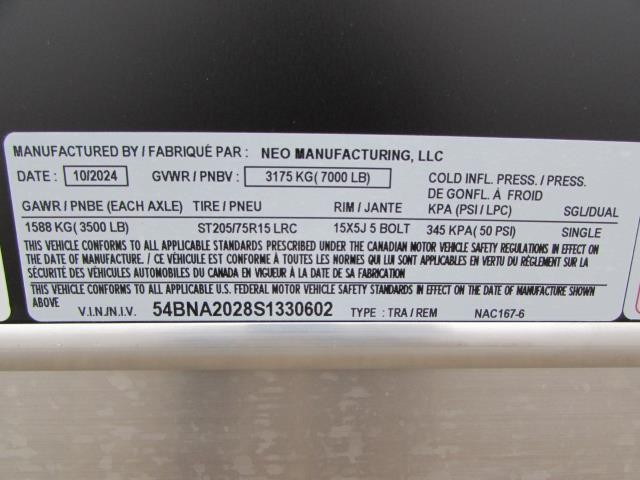 MANUFACTURED BY / FABRIQUÉ PAR : NEO MANUFACTURING, LLC
DATE : 10/2024 GVWR / PNBV : 3175 KG( 7000 LB) COLD INFL. PRESS. / PRESS.
DE GONFL. À FROID
GAWR / PNBE (EACH AXLE) TIRE / PNEU RIM / JANTE KPA (PSI / LPC) SGL/DUAL
1588 KG( 3500 LB) ST205/75R15 LRC 15X5J 5 BOLT 345 KPA( 50 PSI) SINGLE
THIS VEHICLE CONFORMS TO ALL APPLICABLE STANDARDS PRESCRIBED UNDER THE CANADIAN MOTOR VEHICLE SAFETY REGULATIONS IN EFFECT ON
THE DATE OF MANUFACTURE. / CE VÉHICULE EST CONFORME À TOUTES LES NORMES QUI LUI SONT APPLICABLES EN VERTU DU RÈGLEMENT SUR LA
SÉCURITÉ DES VÉHICULES AUTOMOBILES DU CANADA EN VIGUEUR À LA DATE DE SA FABRICATION
THIS VEHICLE CONFORMS TO ALL APPLICABLE U.S. FEDERAL MOTOR VEHICLE SAFETY STANDARDS IN EFFECT ON THE DATE OF MANUFACTURE SHOWN
ABOVE
V.I.N./N.I.V. 54BNA2028S1330602 TYPE : TRA / REM NAC167-6